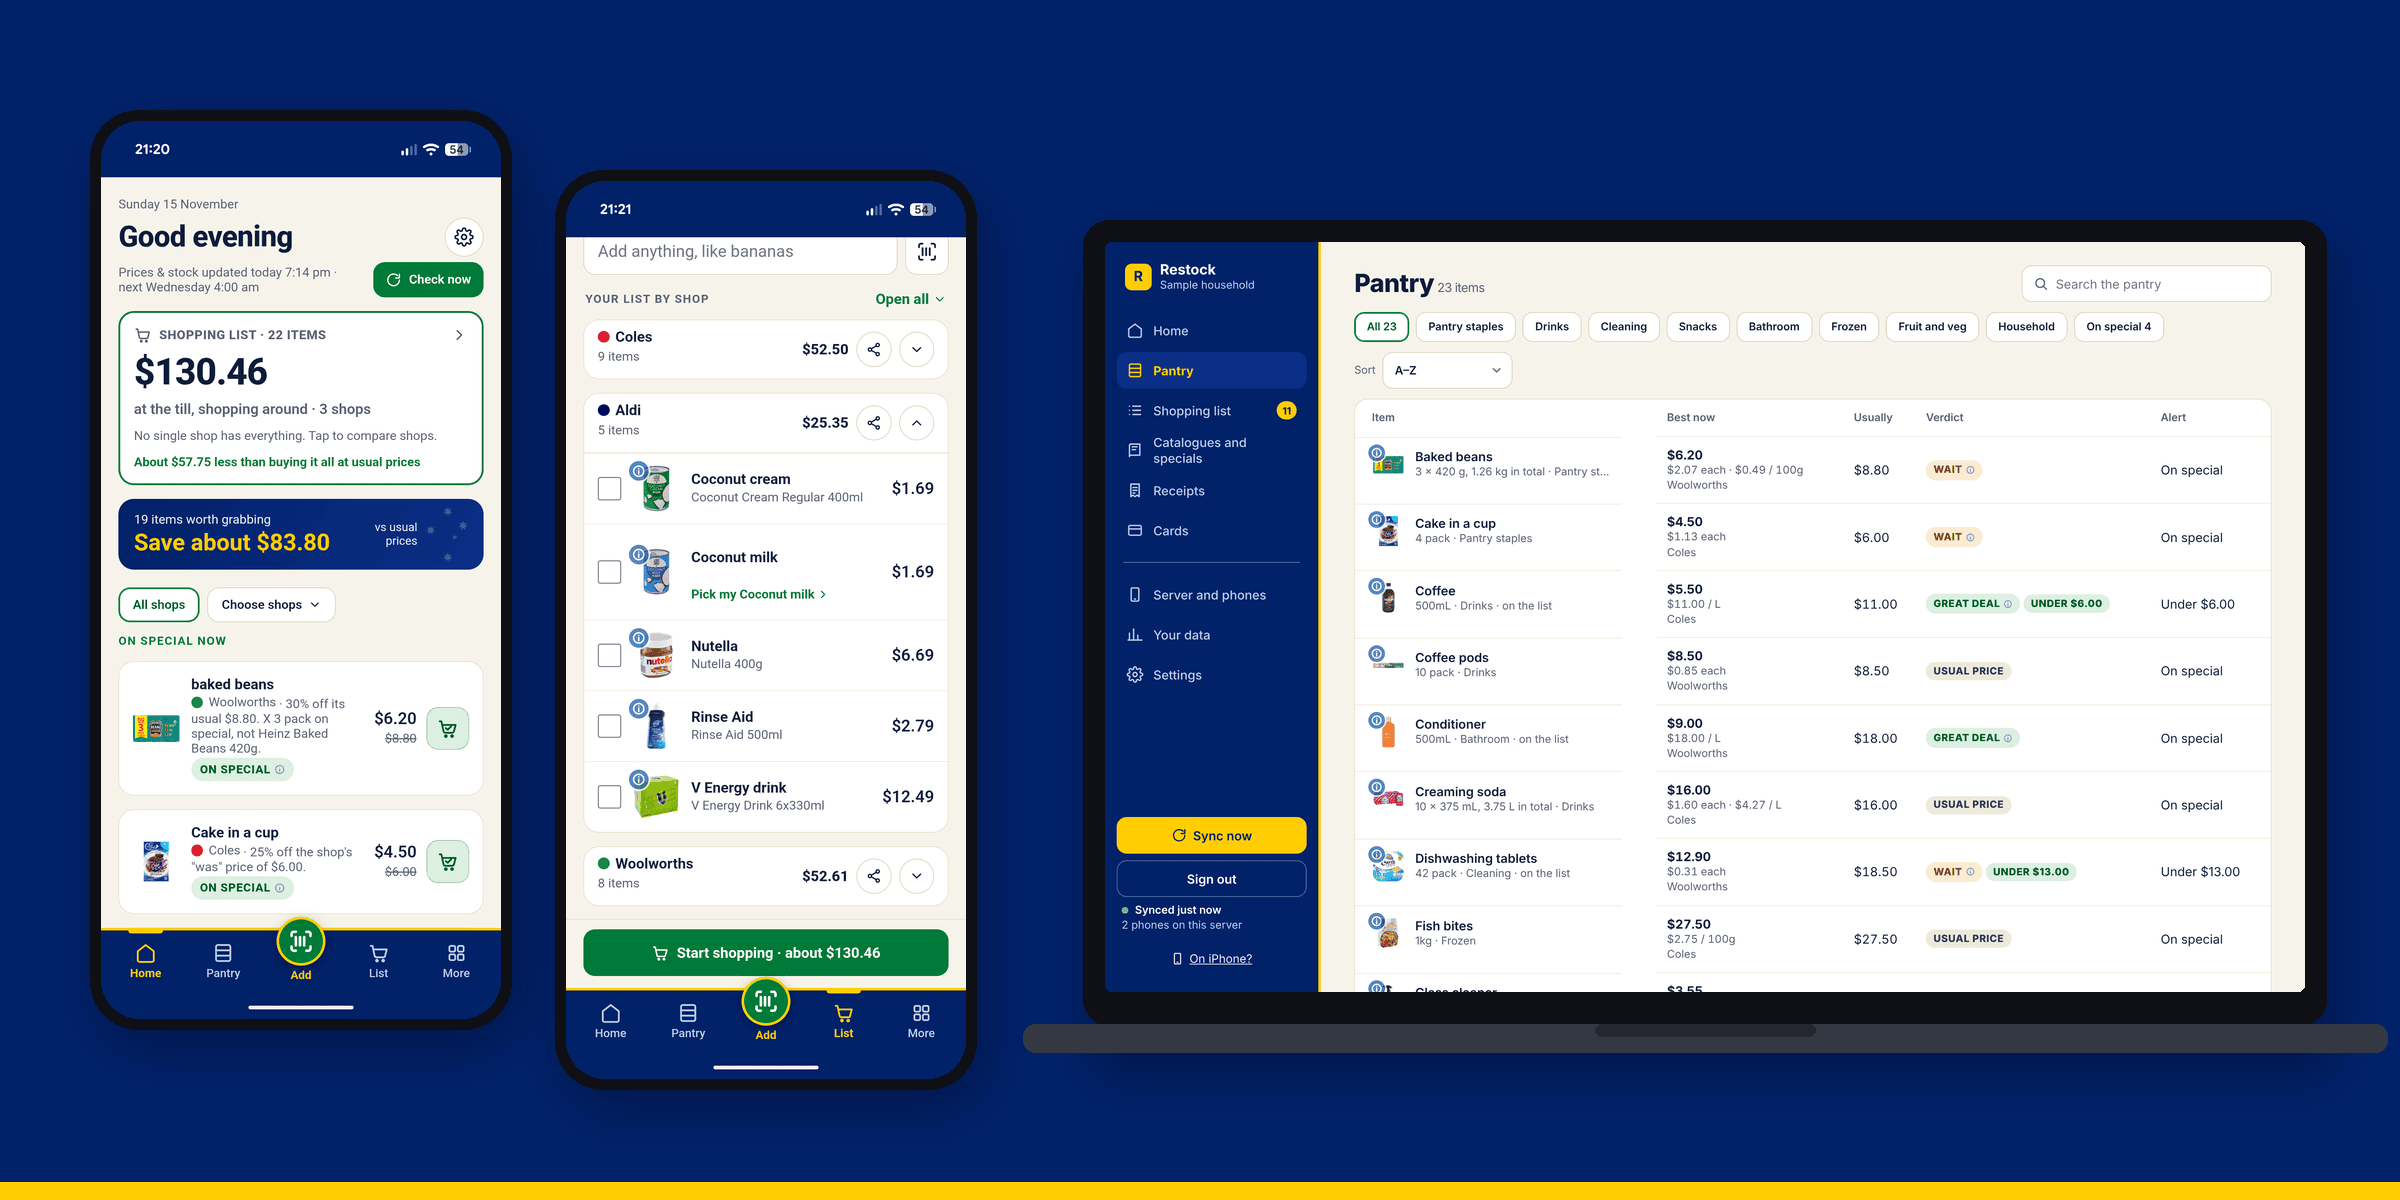 21:20
54
Sunday 15 November
Good evening
Prices & stock updated today 7:14 pm ·
next Wednesday 4:00 am
Check now
SHOPPING LIST · 22 ITEMS
$130.46
at the till, shopping around · 3 shops
No single shop has everything. Tap to compare shops.
About $57.75 less than buying it all at usual prices
19 items worth grabbing
Save about $83.80
vs usual
prices
All shops
Choose shops
ON SPECIAL NOW
baked beans
Woolworths · 30% off its
usual $8.80. X 3 pack on
special, not Heinz Baked
Beans 420g.
ON SPECIAL
$6.20
$8.80
Cake in a cup
Coles · 25% off the shop's
"was" price of $6.00.
ON SPECIAL
$4.50
$6.00
Home
Pantry
Add
List
More
21:21
54
Add anything, like bananas
YOUR LIST BY SHOP
Open all
Coles
9 items
$52.50
Aldi
5 items
$25.35
Coconut cream
Coconut Cream Regular 400ml
$1.69
Coconut milk
Pick my Coconut milk
$1.69
Nutella
Nutella 400g
$6.69
nutella
Rinse Aid
Rinse Aid 500ml
$2.79
V Energy drink
V Energy Drink 6x330ml
$12.49
Woolworths
8 items
$52.61
Start shopping · about $130.46
Home
Pantry
Add
List
More
R
Restock
Sample household
Home
Pantry
Shopping list
11
Catalogues and
specials
Receipts
Cards
Server and phones
Your data
Settings
Sync now
Sign out
Synced just now
2 phones on this server
On iPhone?
Pantry 23 items
Search the pantry
All 23
Pantry staples
Drinks
Cleaning
Snacks
Bathroom
Frozen
Fruit and veg
Household
On special 4
Sort
A–Z
Item
Best now
Usually
Verdict
Alert
Baked beans
3 × 420 g, 1.26 kg in total · Pantry st...
$6.20
$2.07 each · $0.49 / 100g
Woolworths
$8.80
WAIT
On special
Cake in a cup
4 pack · Pantry staples
$4.50
$1.13 each
Coles
$6.00
WAIT
On special
Coffee
500mL · Drinks · on the list
$5.50
$11.00 / L
Coles
$11.00
GREAT DEAL
UNDER $6.00
Under $6.00
Coffee pods
10 pack · Drinks
$8.50
$0.85 each
Woolworths
$8.50
USUAL PRICE
On special
Conditioner
500mL · Bathroom · on the list
$9.00
$18.00 / L
Woolworths
$18.00
GREAT DEAL
On special
Creaming soda
10 × 375 mL, 3.75 L in total · Drinks
$16.00
$1.60 each · $4.27 / L
Coles
$16.00
USUAL PRICE
On special
Dishwashing tablets
42 pack · Cleaning · on the list
$12.90
$0.31 each
Woolworths
$18.50
WAIT
UNDER $13.00
Under $13.00
Fish bites
1kg · Frozen
$27.50
$2.75 / 100g
Coles
$27.50
USUAL PRICE
On special
Glass cleaner
$3.55